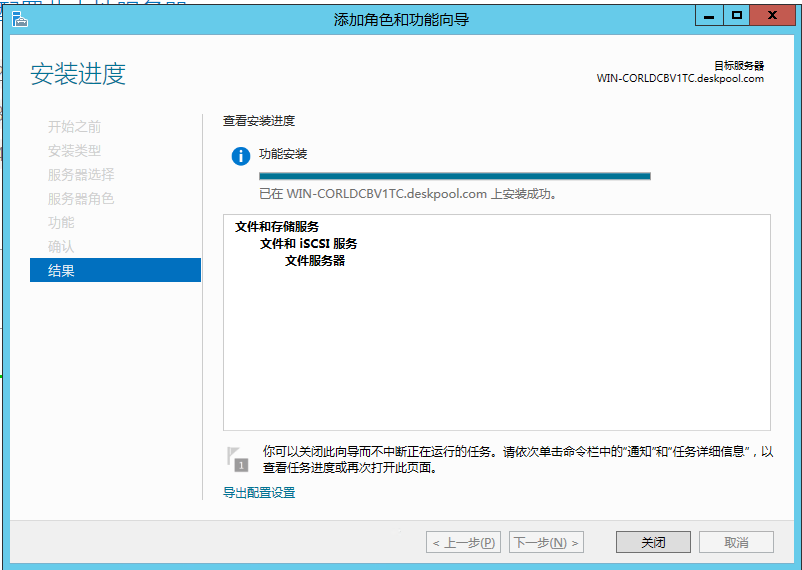 添加角色和功能向导
安装进度
目标服务器
WIN-CORLDCBV1TC.deskpool.com
开始之前
安装类型
服务器选择
服务器角色
功能
确认
结果
查看安装进度
功能安装
已在 WIN-CORLDCBV1TC.deskpool.com 上安装成功。
文件和存储服务
文件和 iSCSI 服务
文件服务器
1
你可以关闭此向导而不中断正在运行的任务。请依次单击命令栏中的"通知"和"任务详细信息"，以
查看任务进度或再次打开此页面。
导出配置设置
< 上一步(P)
下一步(N) >
关闭
取消